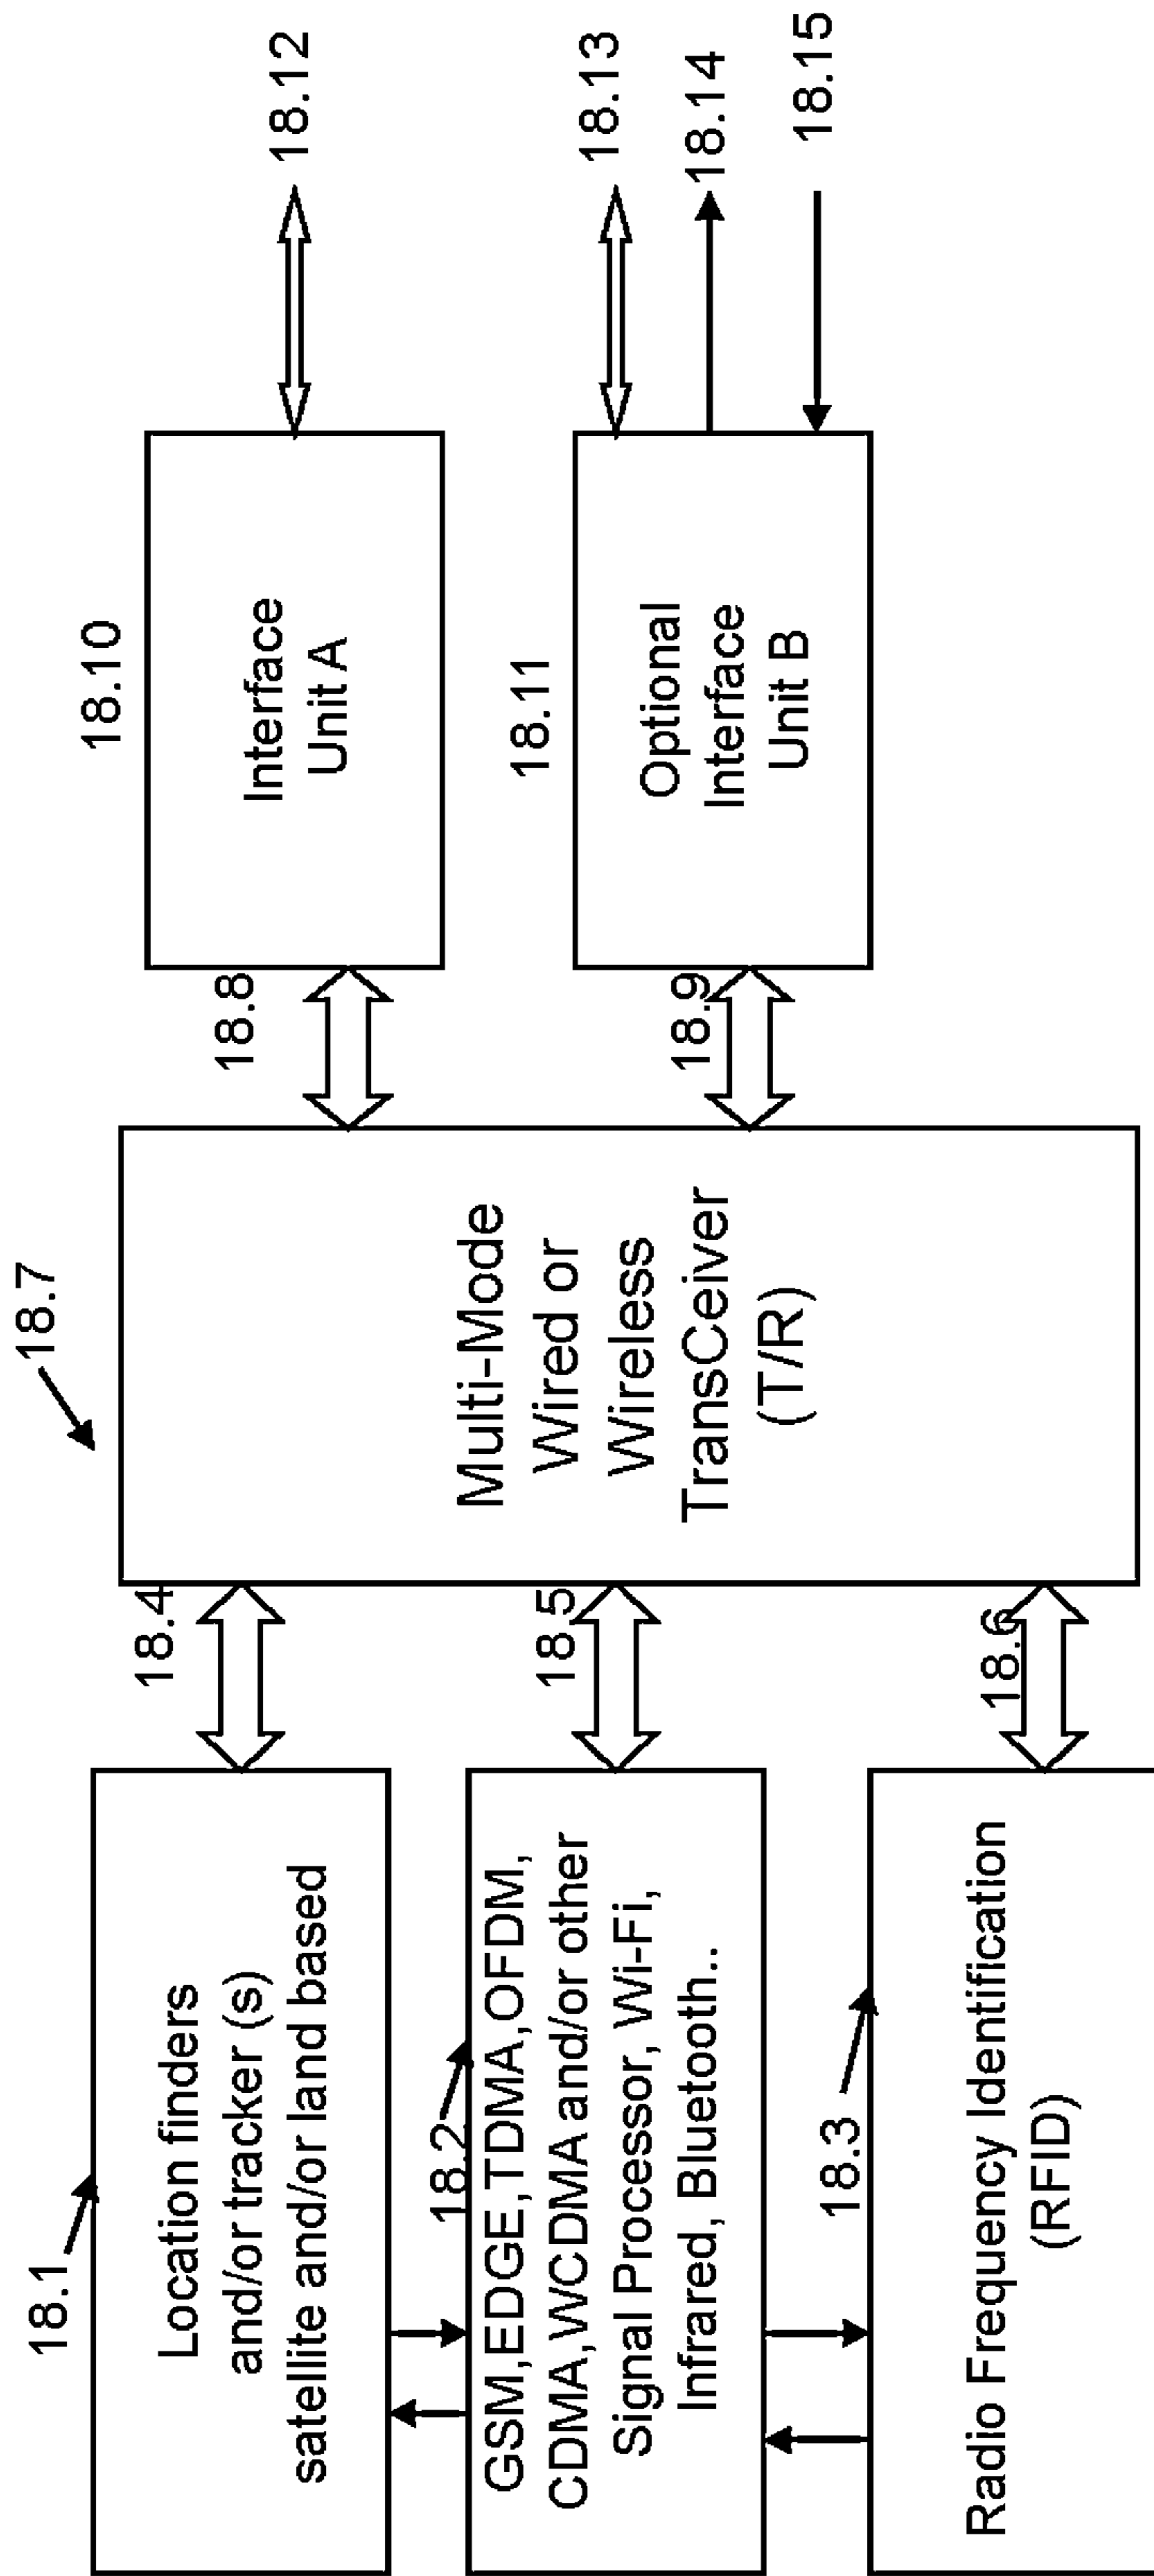 18.1
Location finders
and/or tracker (s)
satellite and/or land based
18.2
GSM,EDGE,TDMA,OFDM,
CDMA,WCDMA and/or other
Signal Processor, Wi-Fi,
Infrared, Bluetooth..
18.3
Radio Frequency Identification
(RFID)
18.4
18.5
18.6
18.7
Multi-Mode
Wired or
Wireless
TransCeiver
(T/R)
18.8
18.9
18.10
Interface
Unit A
18.11
Optional
Interface
Unit B
18.12
18.13
18.14
18.15